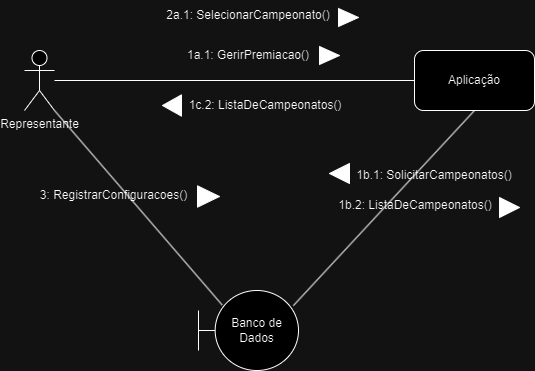 2a.1: SelecionarCampeonato()
1a.1: GerirPremiacao()
Aplicação
1c.2: ListaDeCampeonatos()
Representante
1b.1: SolicitarCampeonatos()
3: RegistrarConfiguracoes()
1b.2: ListaDeCampeonatos()
Banco de
Dados